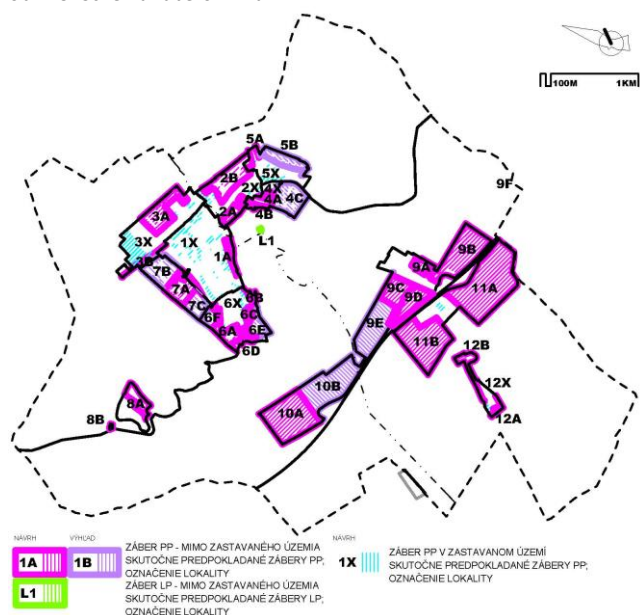 100M 1KM
5A 5B
9F
2B 5X
2X 4X
4A 4C
3A 2A 4B
L1
3X 1X
9B
3B 1A 9A
7B 11A
7A 9C 9D
6X 6B
7C 6C
6F 9E
6A 6E
11B
6D
12B
10B
12X
8A 10A
8B 12A
NÁVRH VÝHĽAD NÁVRH
1A 1B ZÁBER PP - MIMO ZASTAVANÉHO ÚZEMIA
SKUTOČNE PREDPOKLADANÉ ZÁBERY PP;
OZNAČENIE LOKALITY
L1 ZÁBER LP - MIMO ZASTAVANÉHO ÚZEMIA
SKUTOČNE PREDPOKLADANÉ ZÁBERY LP;
OZNAČENIE LOKALITY
1X ZÁBER PP V ZASTAVANOM ÚZEMÍ
SKUTOČNE PREDPOKLADANÉ ZÁBERY PP;
OZNAČENIE LOKALITY